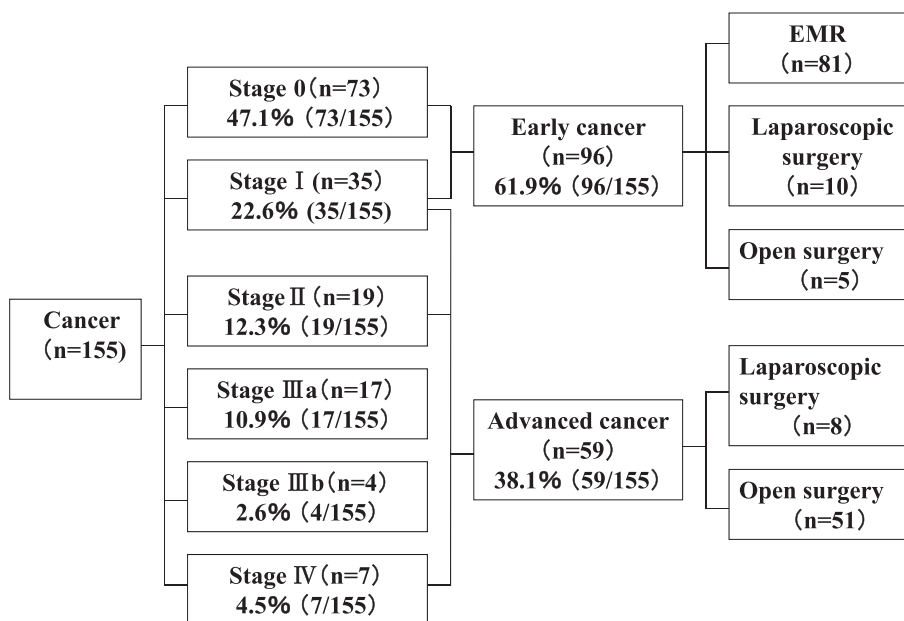 Cancer
(n=155)
Stage 0(n=73)
47.1% (73/155)
Stage Ⅰ (n=35)
22.6% (35/155)
Stage Ⅱ (n=19)
12.3% (19/155)
Stage Ⅲa(n=17)
10.9% (17/155)
Stage Ⅲb(n=4)
2.6% (4/155)
Stage Ⅳ(n=7)
4.5% (7/155)
Early cancer
(n=96)
61.9% (96/155)
Advanced cancer
(n=59)
38.1% (59/155)
EMR
(n=81)
Laparoscopic
surgery
(n=10)
Open surgery
(n=5)
Laparoscopic
surgery
(n=8)
Open surgery
(n=51)